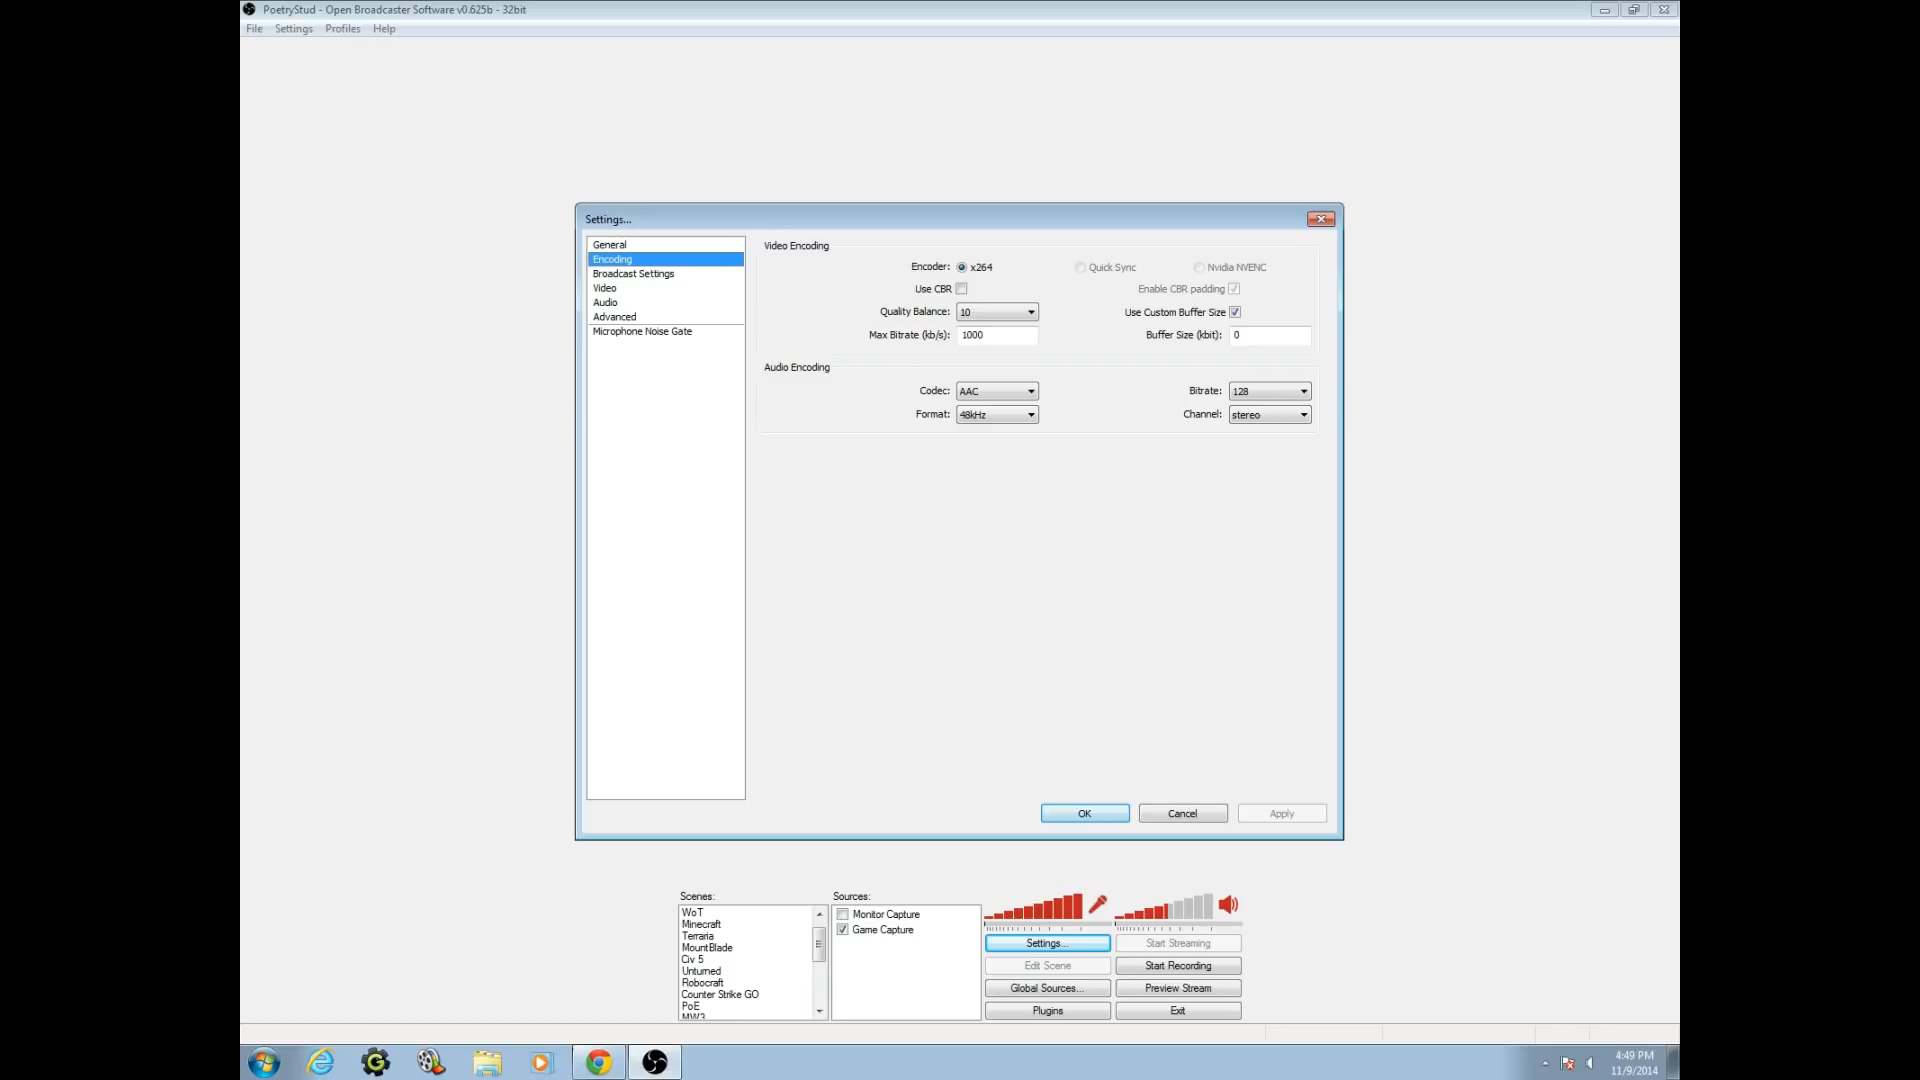 PoetryStud - Open Broadcaster Software v0.625b - 32bit
File Settings Profiles Help
Settings...
General
Encoding
Broadcast Settings
Video
Audio
Advanced
Microphone Noise Gate
Video Encoding
Encoder: x264 Quick Sync Nvidia NVENC
Use CBR Enable CBR padding
Quality Balance: 10 Use Custom Buffer Size
Max Bitrate (kb/s): 1000 Buffer Size (kbit): 0
Audio Encoding
Codec: AAC Bitrate: 128
Format: 48kHz Channel: stereo
OK Cancel Apply
Scenes:
WoT
Minecraft
Terraria
MountBlade
Civ 5
Unturned
Robocraft
Counter Strike GO
PoE
MW3
Sources:
Monitor Capture
Game Capture
Settings... Start Streaming
Edit Scene Start Recording
Global Sources... Preview Stream
Plugins Exit
4:49 PM
11/9/2014